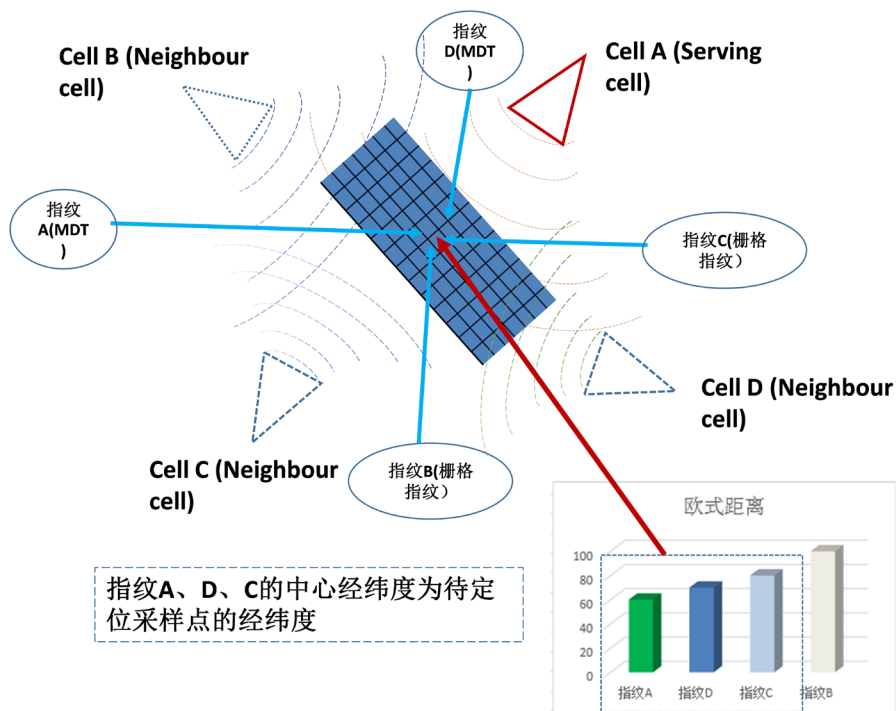 Cell B (Neighbour
cell)
指纹
D(MDT
)
Cell A (Serving
cell)
指纹
A(MDT
)
指纹C(栅格
指纹）
Cell D (Neighbour
cell)
Cell C (Neighbour
cell)
指纹B(栅格
指纹）
指纹A、D、C的中心经纬度为待定
位采样点的经纬度
欧式距离
100
80
60
40
20
0
指纹A 指纹D 指纹C 指纹B